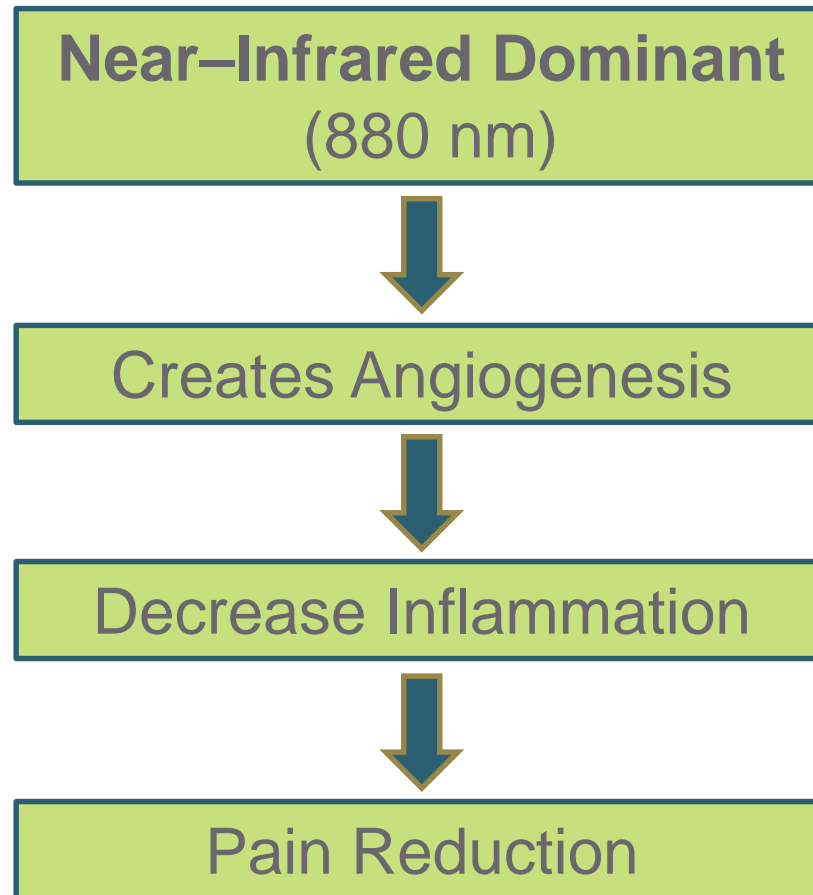 Near–Infrared Dominant
(880 nm)
Creates Angiogenesis
Decrease Inflammation
Pain Reduction